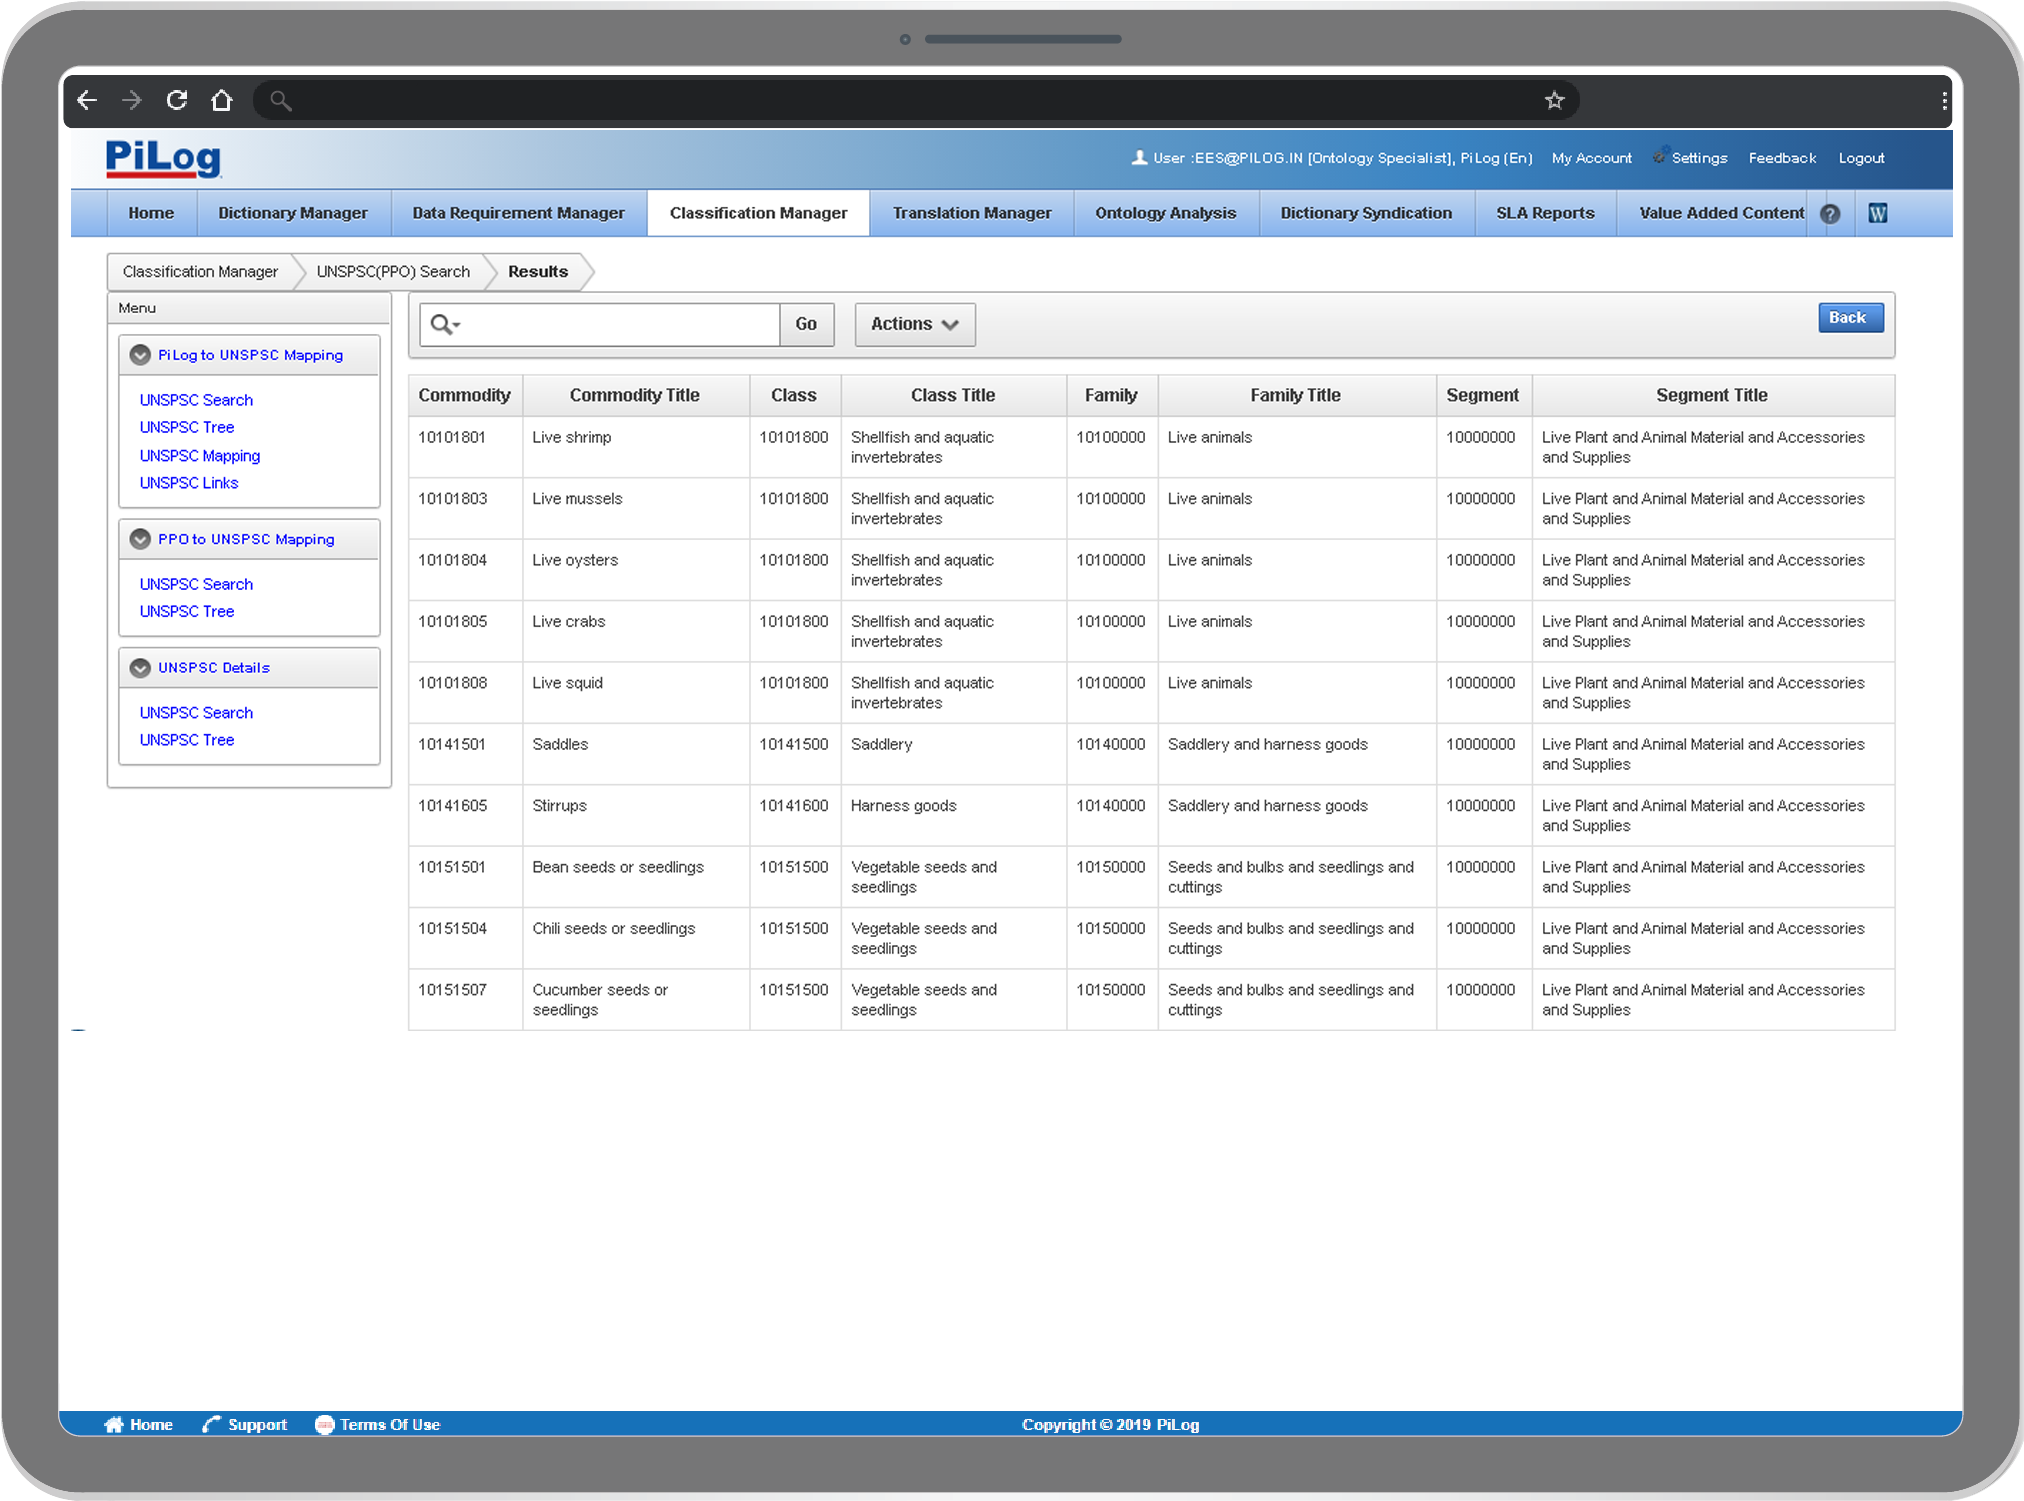 PiLog
User :EES@PILOG.IN [Ontology Specialist], PiLog (En) My Account Settings Feedback Logout
Home Dictionary Manager Data Requirement Manager Classification Manager Translation Manager Ontology Analysis Dictionary Syndication SLA Reports Value Added Content ? W
Classification Manager UNSPSC(PPO) Search Results
Menu
PiLog to UNSPSC Mapping
UNSPSC Search
UNSPSC Tree
UNSPSC Mapping
UNSPSC Links
PPO to UNSPSC Mapping
UNSPSC Search
UNSPSC Tree
UNSPSC Details
UNSPSC Search
UNSPSC Tree
Go Actions Back
Commodity Commodity Title Class Class Title Family Family Title Segment Segment Title
10101801 Live shrimp 10101800 Shellfish and aquatic 10100000 Live animals 10000000 Live Plant and Animal Material and Accessories
invertebrates and Supplies
10101803 Live mussels 10101800 Shellfish and aquatic 10100000 Live animals 10000000 Live Plant and Animal Material and Accessories
invertebrates and Supplies
10101804 Live oysters 10101800 Shellfish and aquatic 10100000 Live animals 10000000 Live Plant and Animal Material and Accessories
invertebrates and Supplies
10101805 Live crabs 10101800 Shellfish and aquatic 10100000 Live animals 10000000 Live Plant and Animal Material and Accessories
invertebrates and Supplies
10101808 Live squid 10101800 Shellfish and aquatic 10100000 Live animals 10000000 Live Plant and Animal Material and Accessories
invertebrates and Supplies
10141501 Saddles 10141500 Saddlery 10140000 Saddlery and harness goods 10000000 Live Plant and Animal Material and Accessories
and Supplies
10141605 Stirrups 10141600 Harness goods 10140000 Saddlery and harness goods 10000000 Live Plant and Animal Material and Accessories
and Supplies
10151501 Bean seeds or seedlings 10151500 Vegetable seeds and 10150000 Seeds and bulbs and seedlings and 10000000 Live Plant and Animal Material and Accessories
seedlings cuttings and Supplies
10151504 Chili seeds or seedlings 10151500 Vegetable seeds and 10150000 Seeds and bulbs and seedlings and 10000000 Live Plant and Animal Material and Accessories
seedlings cuttings and Supplies
10151507 Cucumber seeds or 10151500 Vegetable seeds and 10150000 Seeds and bulbs and seedlings and 10000000 Live Plant and Animal Material and Accessories
seedlings seedlings cuttings and Supplies
Home Support Terms Of Use Copyright © 2019 PiLog